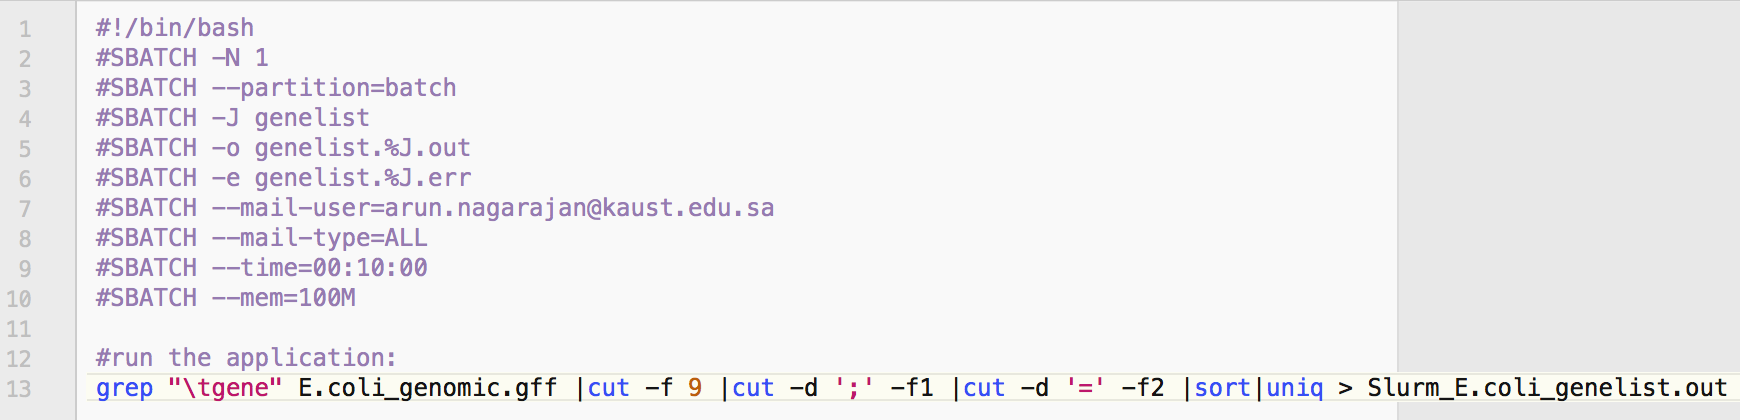 1 #!/bin/bash
2 #SBATCH -N 1
3 #SBATCH --partition=batch
4 #SBATCH -J genelist
5 #SBATCH -o genelist.%J.out
6 #SBATCH -e genelist.%J.err
7 #SBATCH --mail-user=arun.nagarajan@kaust.edu.sa
8 #SBATCH --mail-type=ALL
9 #SBATCH --time=00:10:00
10 #SBATCH --mem=100M
11
12 #run the application:
13 grep "\tgene" E.coli_genomic.gff |cut -f 9 |cut -d ';' -f1 |cut -d '=' -f2 |sort|uniq > Slurm_E.coli_genelist.out